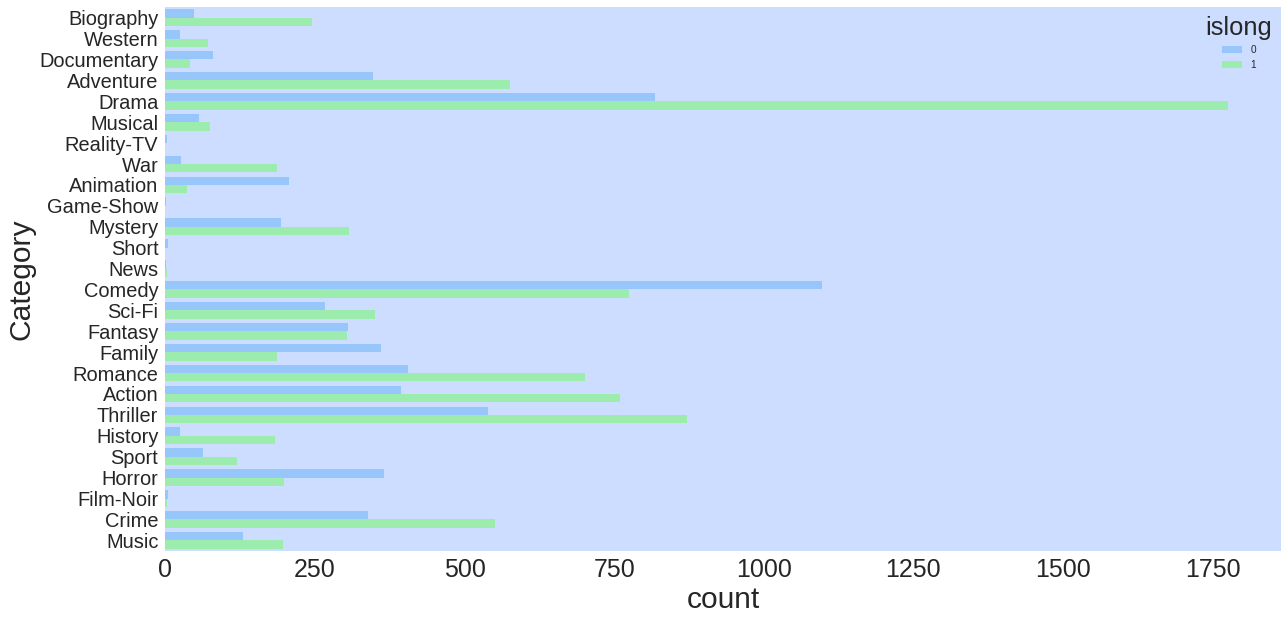 Category
Biography
Western
Documentary
Adventure
Drama
Musical
Reality-TV
War
Animation
Game-Show
Mystery
Short
News
Comedy
Sci-Fi
Fantasy
Family
Romance
Action
Thriller
History
Sport
Horror
Film-Noir
Crime
Music
islong
0
1
0 250 500 750 1000 1250 1500 1750
count